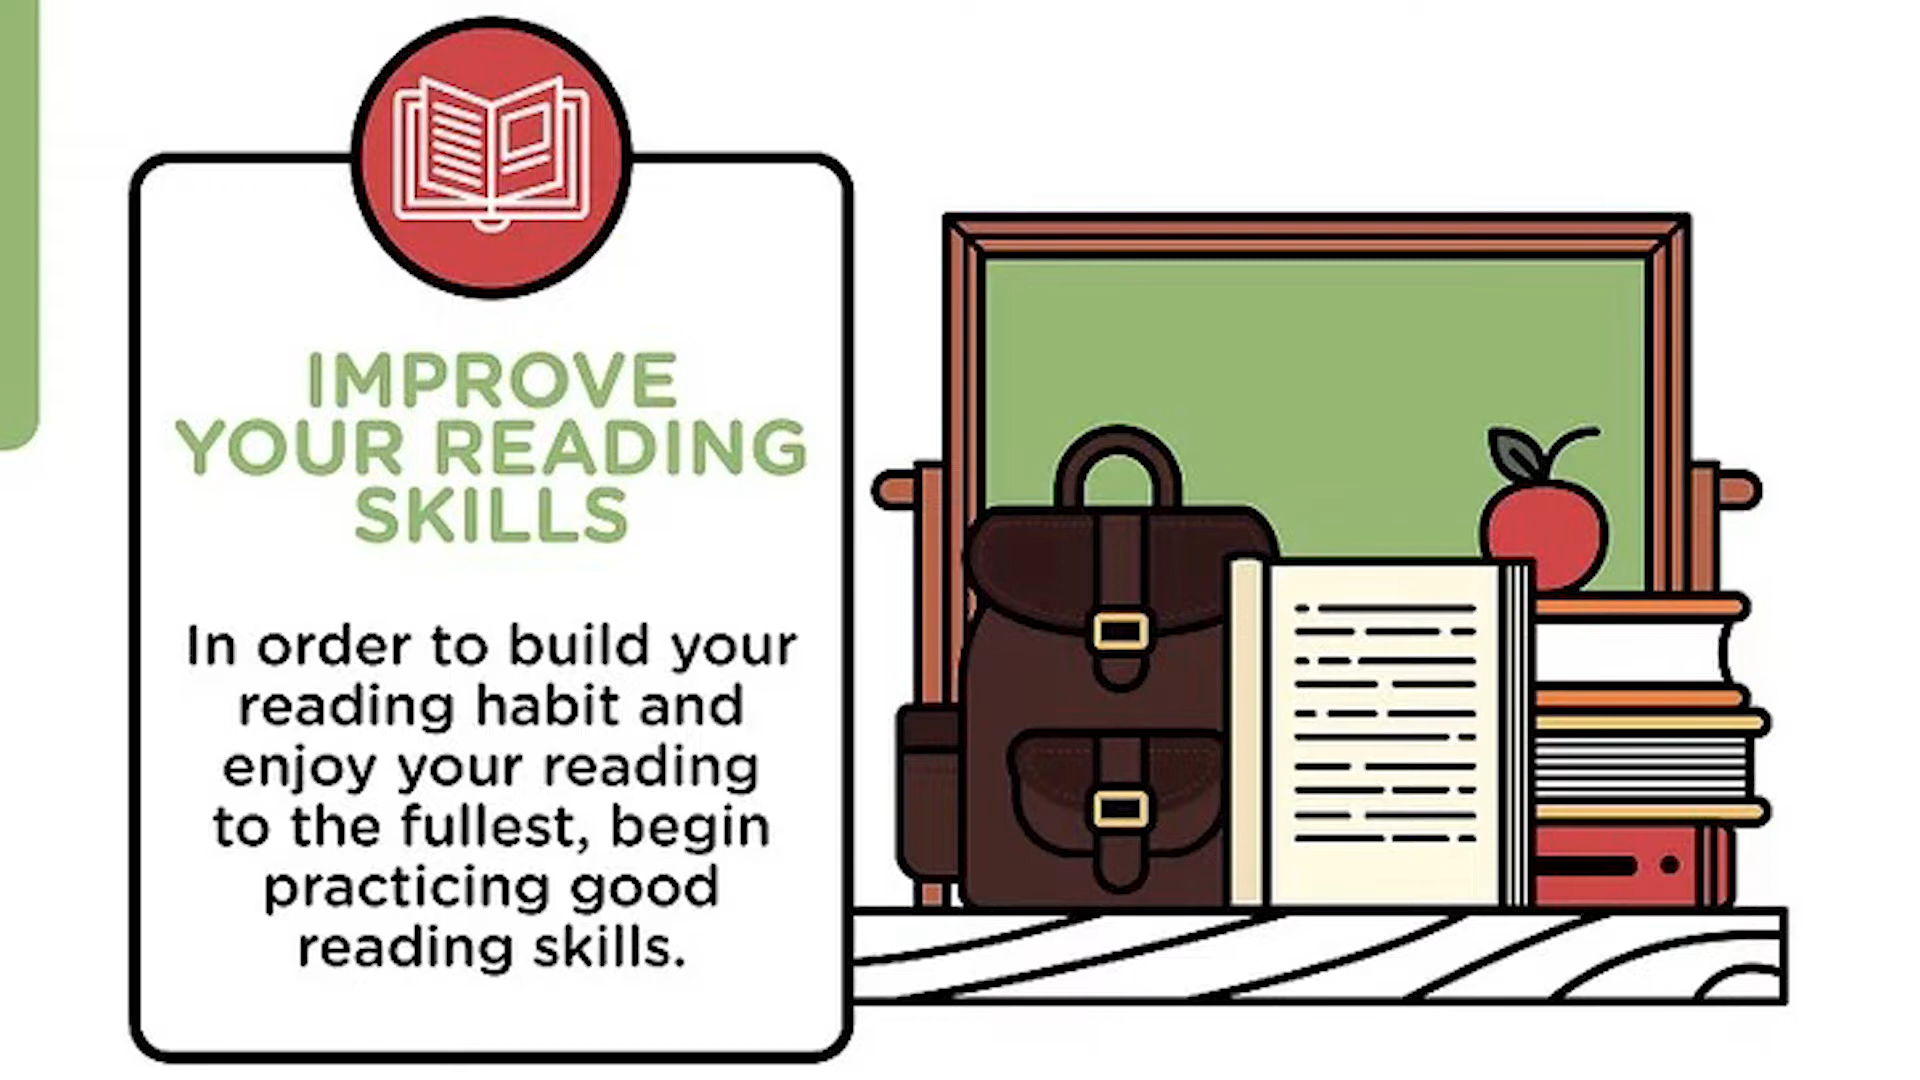 IMPROVE
YOUR READING
SKILLS
In order to build your
reading habit and
enjoy your reading
to the fullest, begin
practicing good
reading skills.